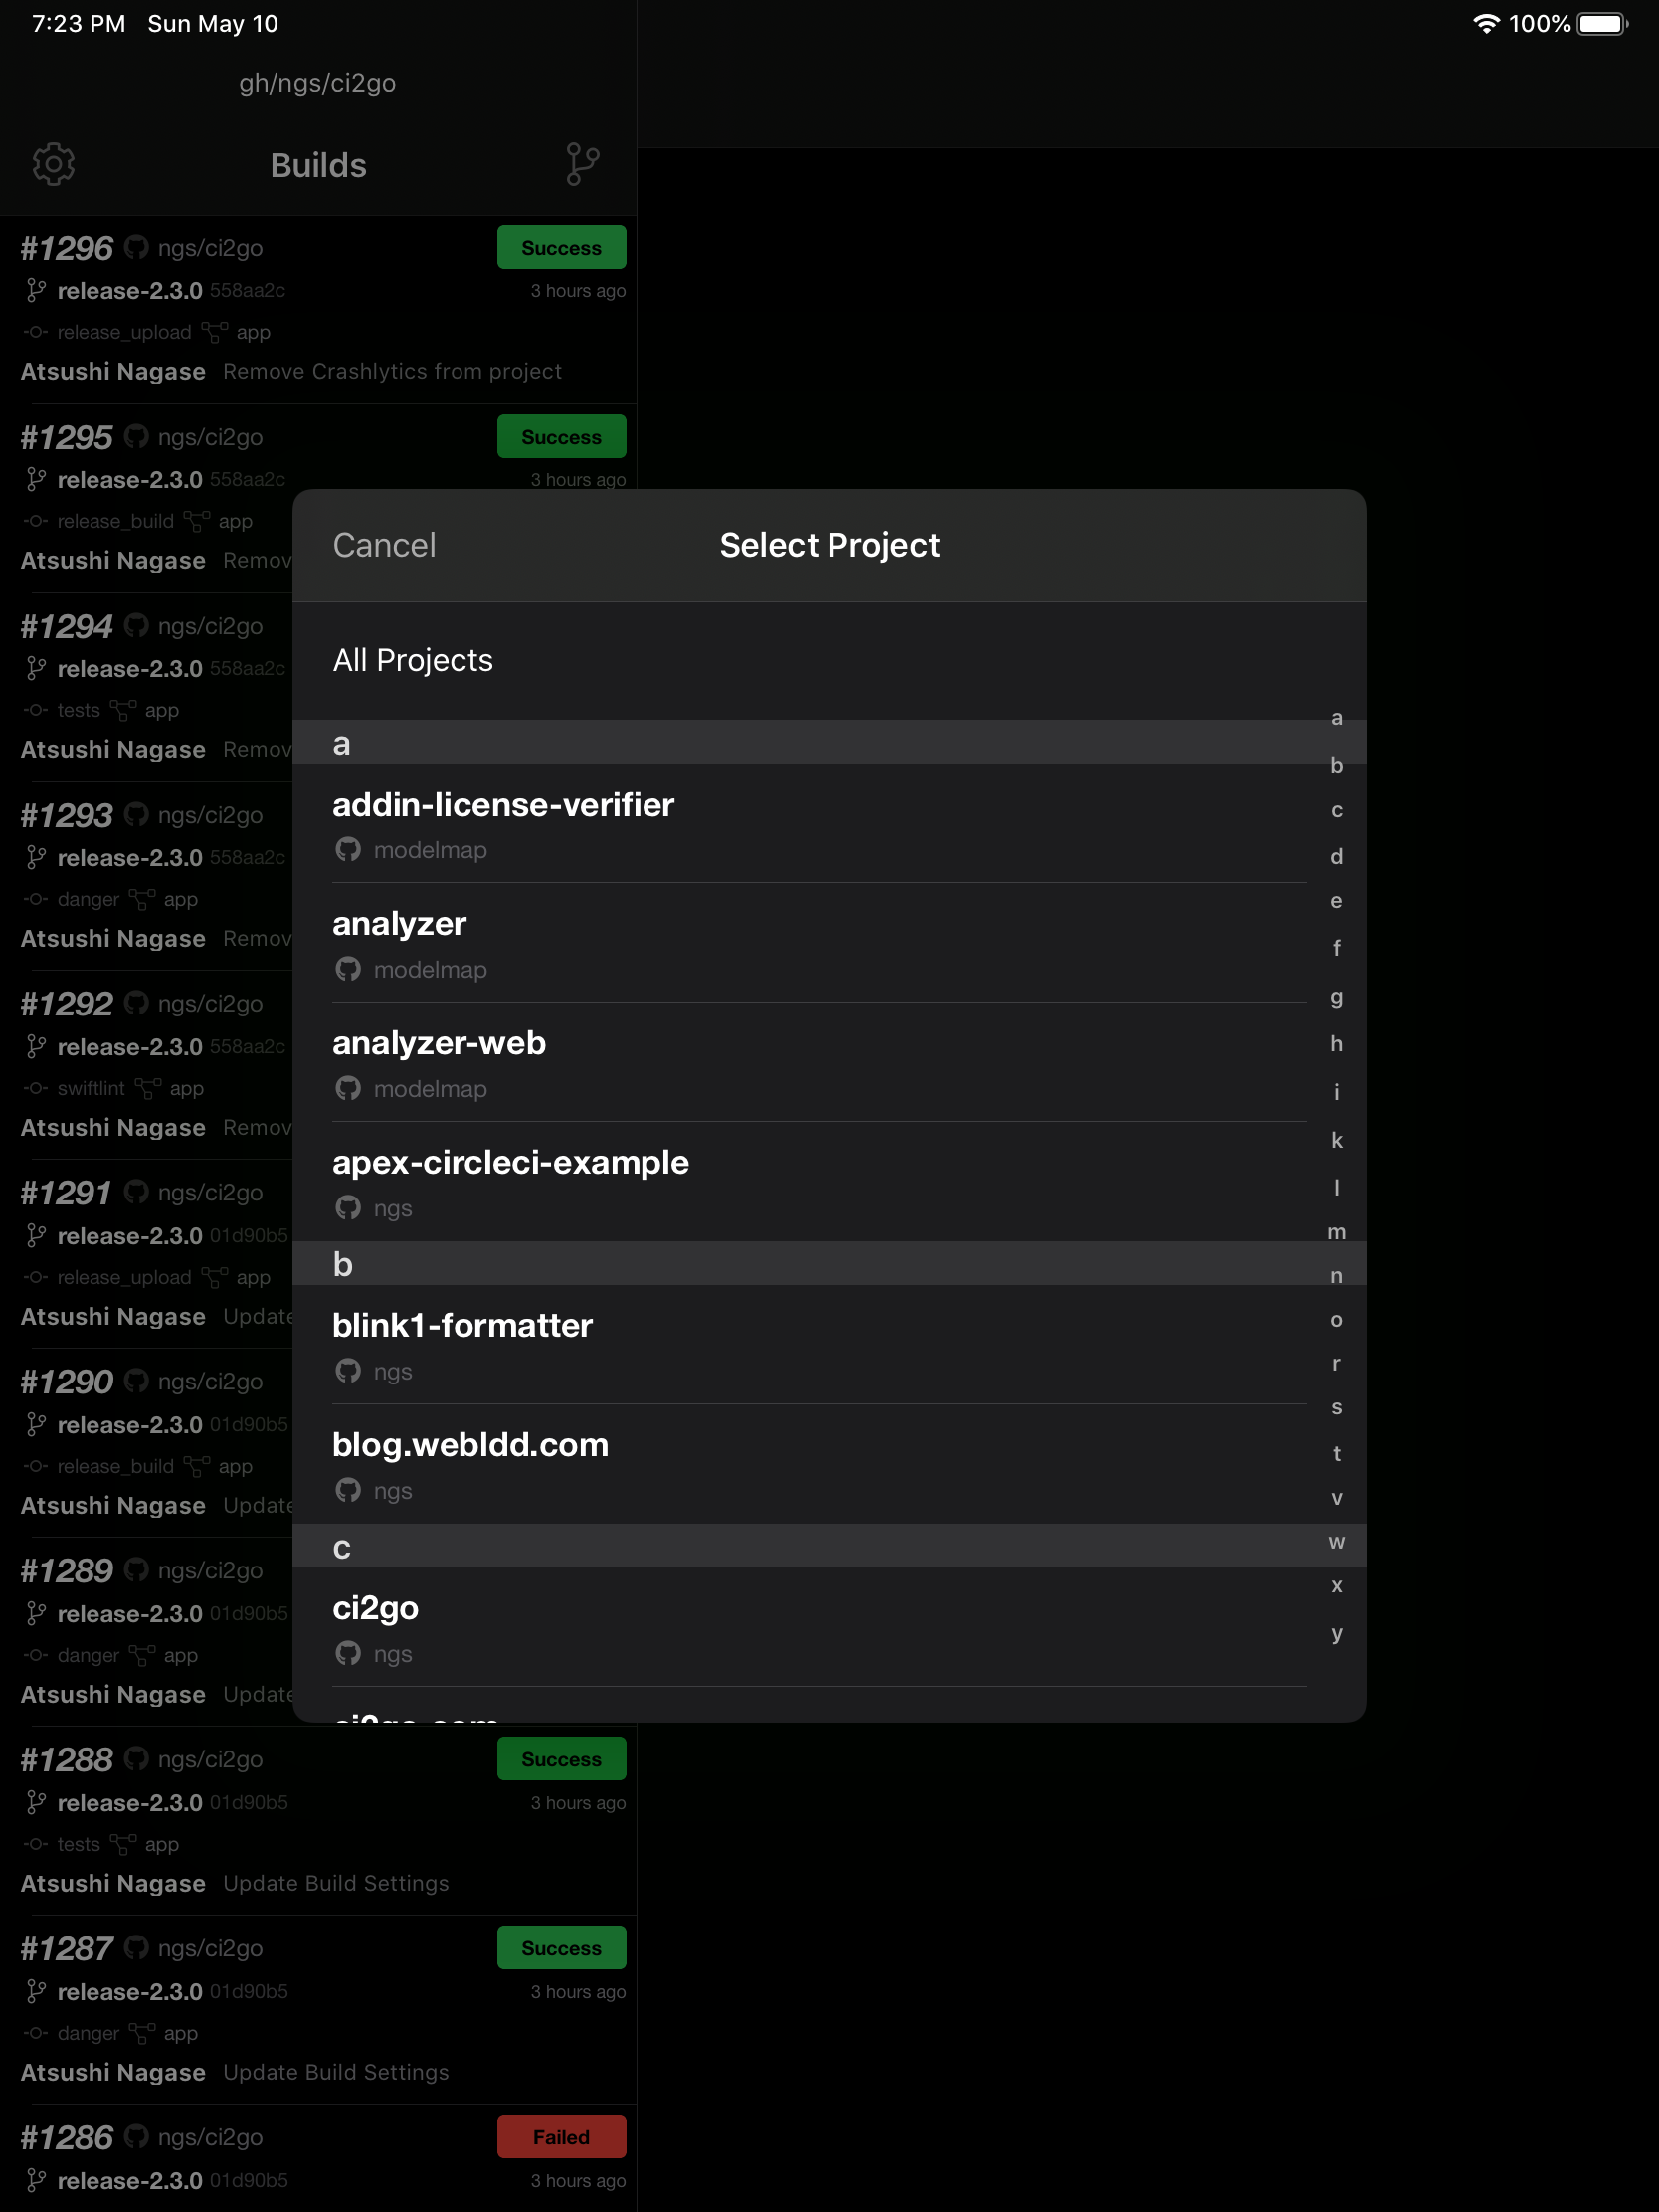 7:23 PM Sun May 10
100%
gh/ngs/ci2go
Builds
#1296 ngs/ci2go Success
release-2.3.0 558aa2c 3 hours ago
release_upload app
Atsushi Nagase Remove Crashlytics from project
#1295 ngs/ci2go Success
release-2.3.0 558aa2c 3 hours ago
release_build app
Atsushi Nagase Remov
#1294 ngs/ci2go
release-2.3.0 558aa2c
tests app
Atsushi Nagase Remov
#1293 ngs/ci2go
release-2.3.0 558aa2c
danger app
Atsushi Nagase Remov
#1292 ngs/ci2go
release-2.3.0 558aa2c
swiftlint app
Atsushi Nagase Remov
#1291 ngs/ci2go
release-2.3.0 01d90b5
release_upload app
Atsushi Nagase Update
#1290 ngs/ci2go
release-2.3.0 01d90b5
release_build app
Atsushi Nagase Update
#1289 ngs/ci2go
release-2.3.0 01d90b5
danger app
Atsushi Nagase Update
#1288 ngs/ci2go Success
release-2.3.0 01d90b5 3 hours ago
tests app
Atsushi Nagase Update Build Settings
#1287 ngs/ci2go Success
release-2.3.0 01d90b5 3 hours ago
danger app
Atsushi Nagase Update Build Settings
#1286 ngs/ci2go Failed
release-2.3.0 01d90b5 3 hours ago
Cancel Select Project
All Projects
a
addin-license-verifier
modelmap
analyzer
modelmap
analyzer-web
modelmap
apex-circleci-example
ngs
b
blink1-formatter
ngs
blog.webldd.com
ngs
c
ci2go
ngs
ci2go.com
a
b
c
d
e
f
g
h
i
k
l
m
n
o
r
s
t
v
w
x
y